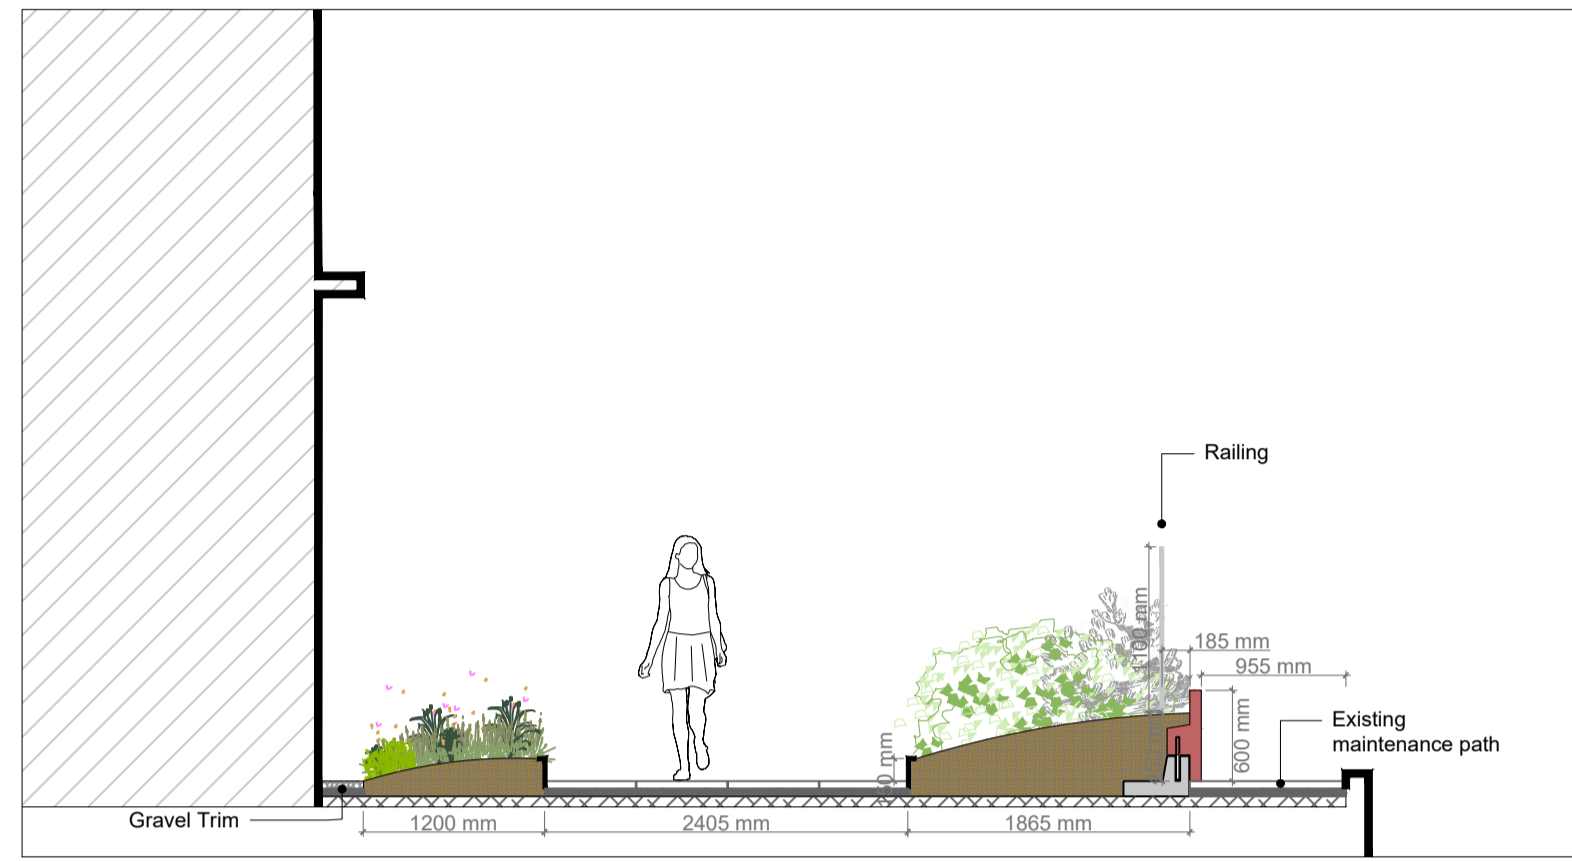 Railing
1100 mm
185 mm
955 mm
600 mm
Existing
maintenance path
Gravel Trim
1200 mm
2405 mm
1865 mm